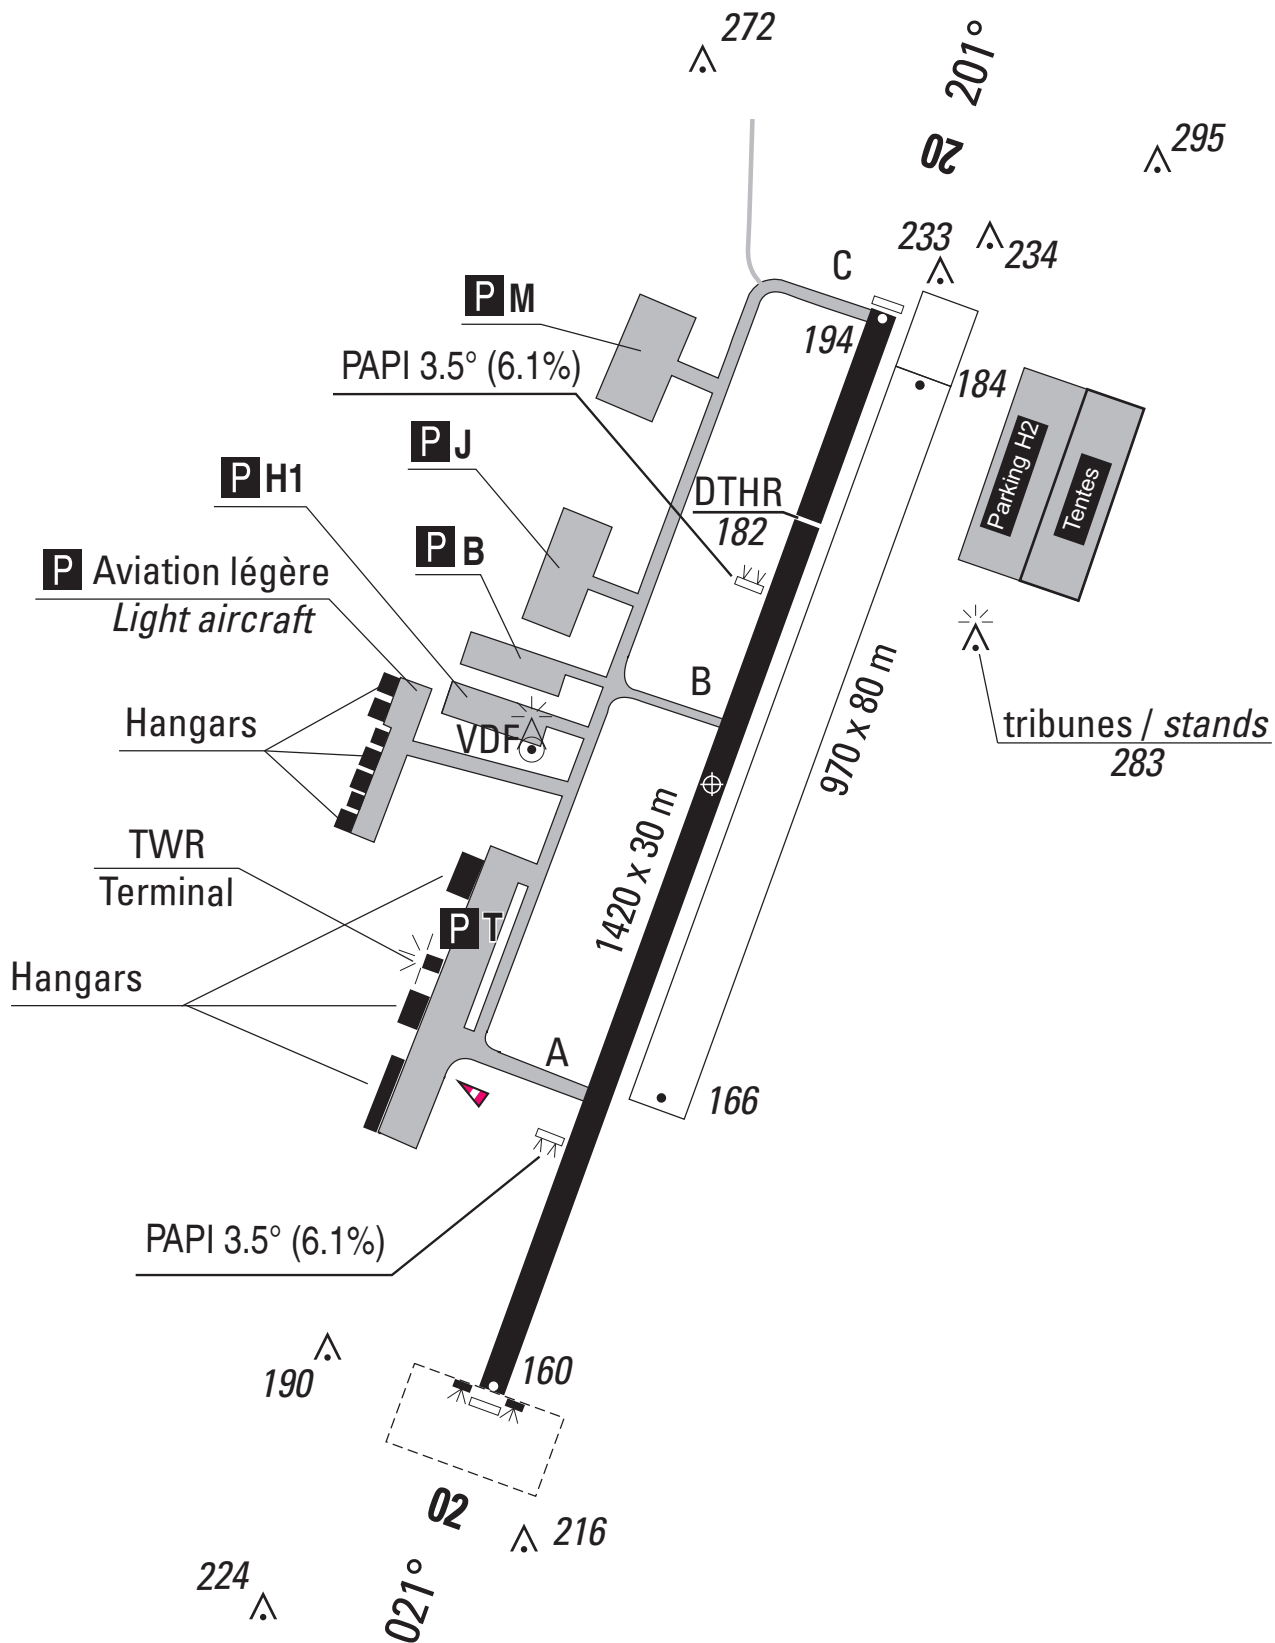 272
201°
20
295
233
234
C
P M
194
PAPI 3.5° (6.1%)
184
P J
Parking H2
Tentes
P H1
DTHR
182
P B
P Aviation légère
Light aircraft
B
970 x 80 m
Hangars
VDF
tribunes / stands
283
1420 x 30 m
TWR
Terminal
P T
Hangars
A
166
PAPI 3.5° (6.1%)
160
190
02
216
224
021°